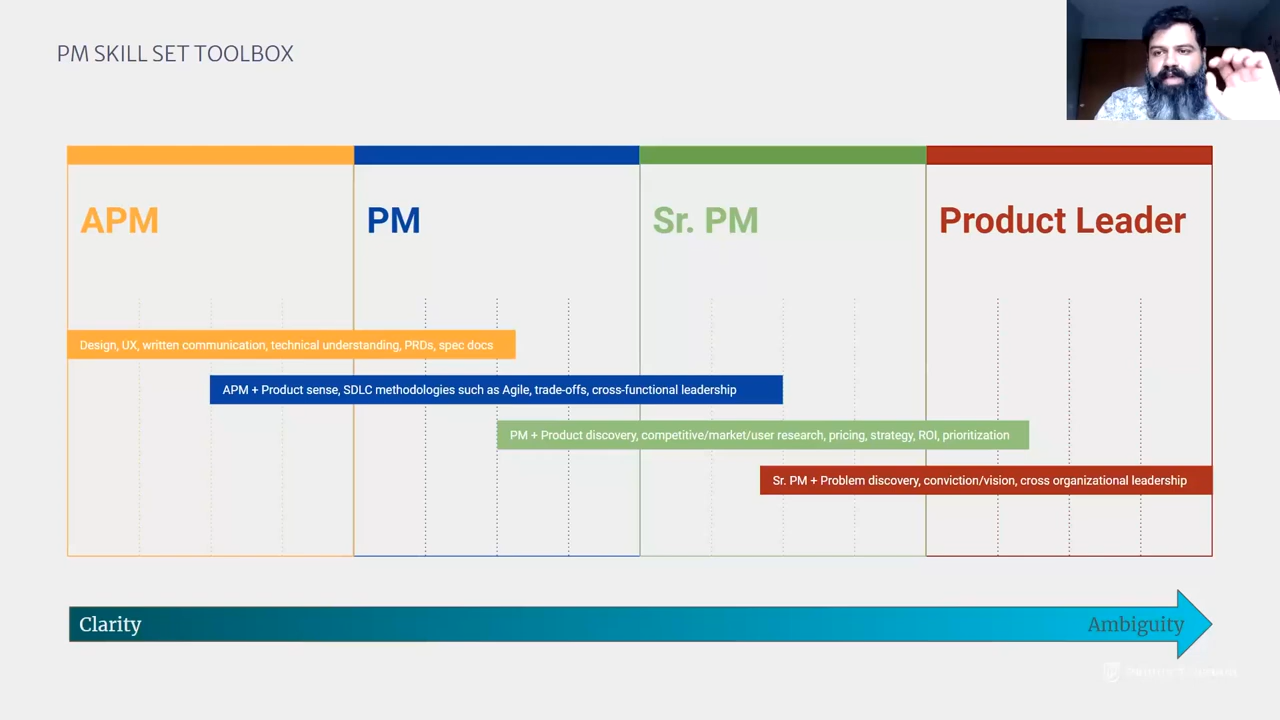 PM SKILL SET TOOLBOX
APM
PM
Sr. PM
Product Leader
Design, UX, written communication, technical understanding, PRDs, spec docs
APM + Product sense, SDLC methodologies such as Agile, trade-offs, cross-functional leadership
PM + Product discovery, competitive/market/user research, pricing, strategy, ROI, prioritization
Sr. PM + Problem discovery, conviction/vision, cross organizational leadership
Clarity
Ambiguity